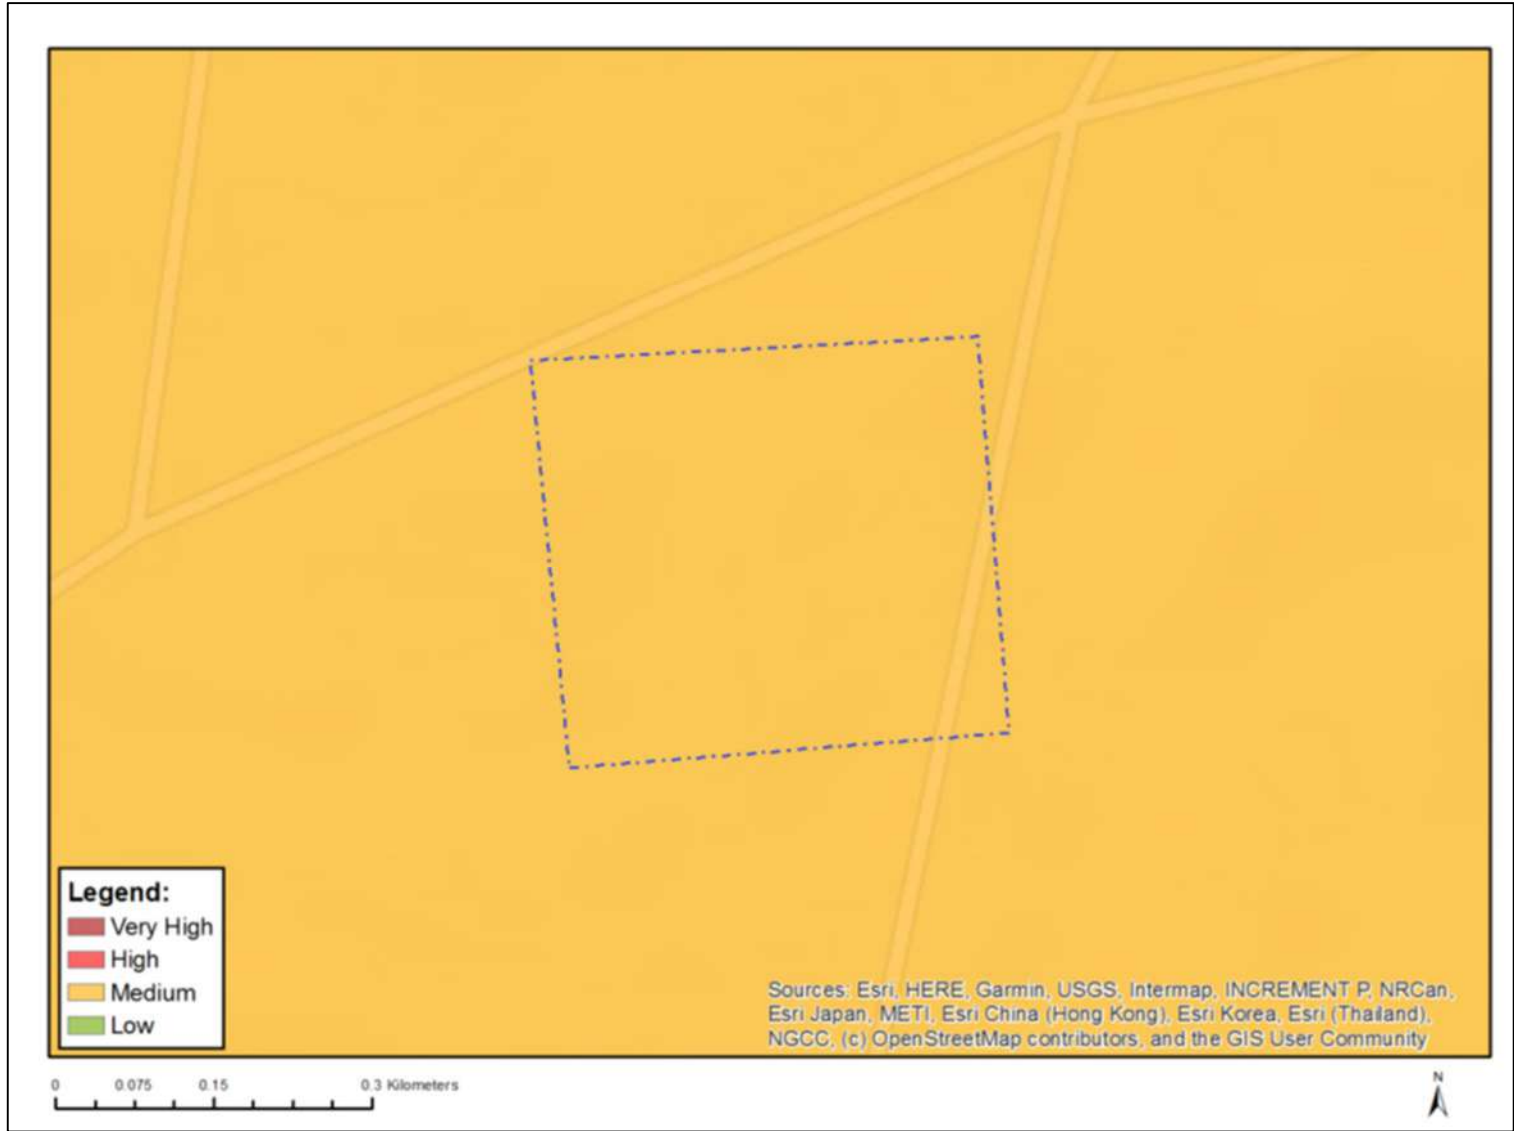 Legend:
Very High
High
Medium
Low
Sources: Esri, HERE, Garmin, USGS, Intermap, INCREMENT P, NRCan,
Esri Japan, METI, Esri China (Hong Kong), Esri Korea, Esri (Thailand),
NGCC, (c) OpenStreetMap contributors, and the GIS User Community
0 0.075 0.15 0.3 Kilometers
N